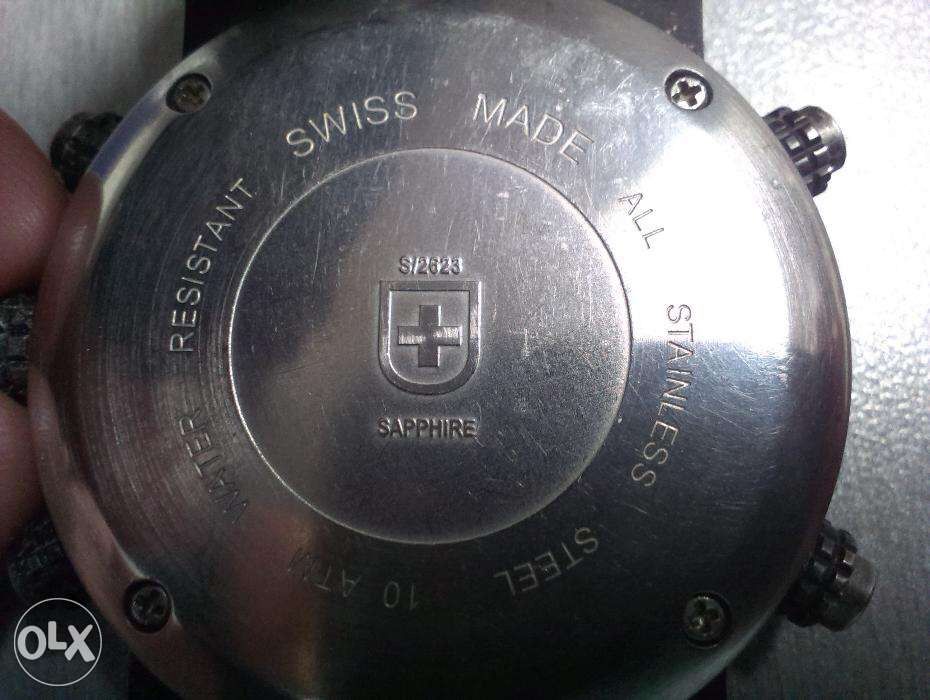 SWISS MADE
ALL STAINLESS STEEL
10 ATM
WATER RESISTANT
S/2623
SAPPHIRE
OLX